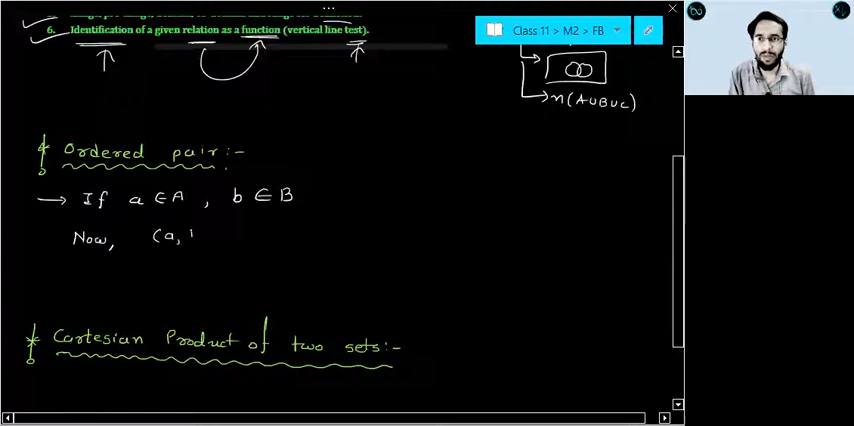 6. Identification of a given relation as a function (vertical line test).
Class 11 > M2 > FB
n(AUBUC)
Ordered pair:-
→ If a ∈ A , b ∈ B
Now, (a,
Cartesian Product of two sets:-